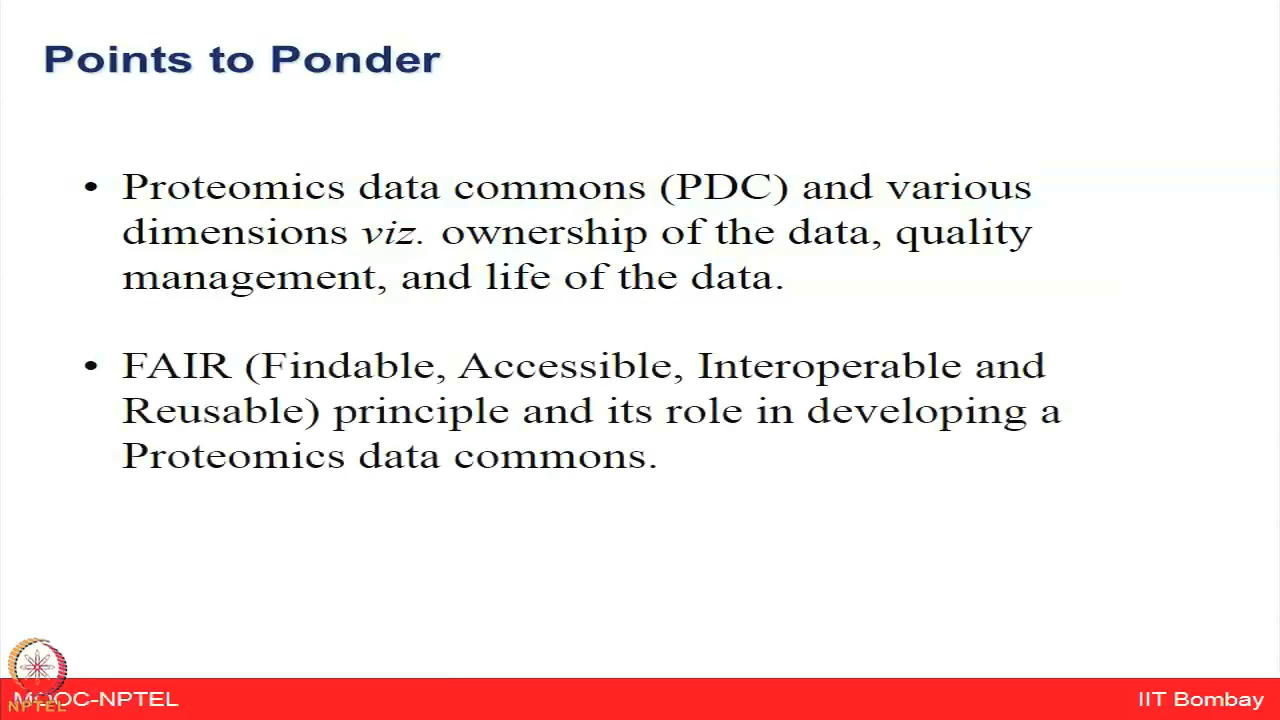 Points to Ponder
• Proteomics data commons (PDC) and various
dimensions viz. ownership of the data, quality
management, and life of the data.
• FAIR (Findable, Accessible, Interoperable and
Reusable) principle and its role in developing a
Proteomics data commons.
MOOC-NPTEL
NPTEL
IIT Bombay